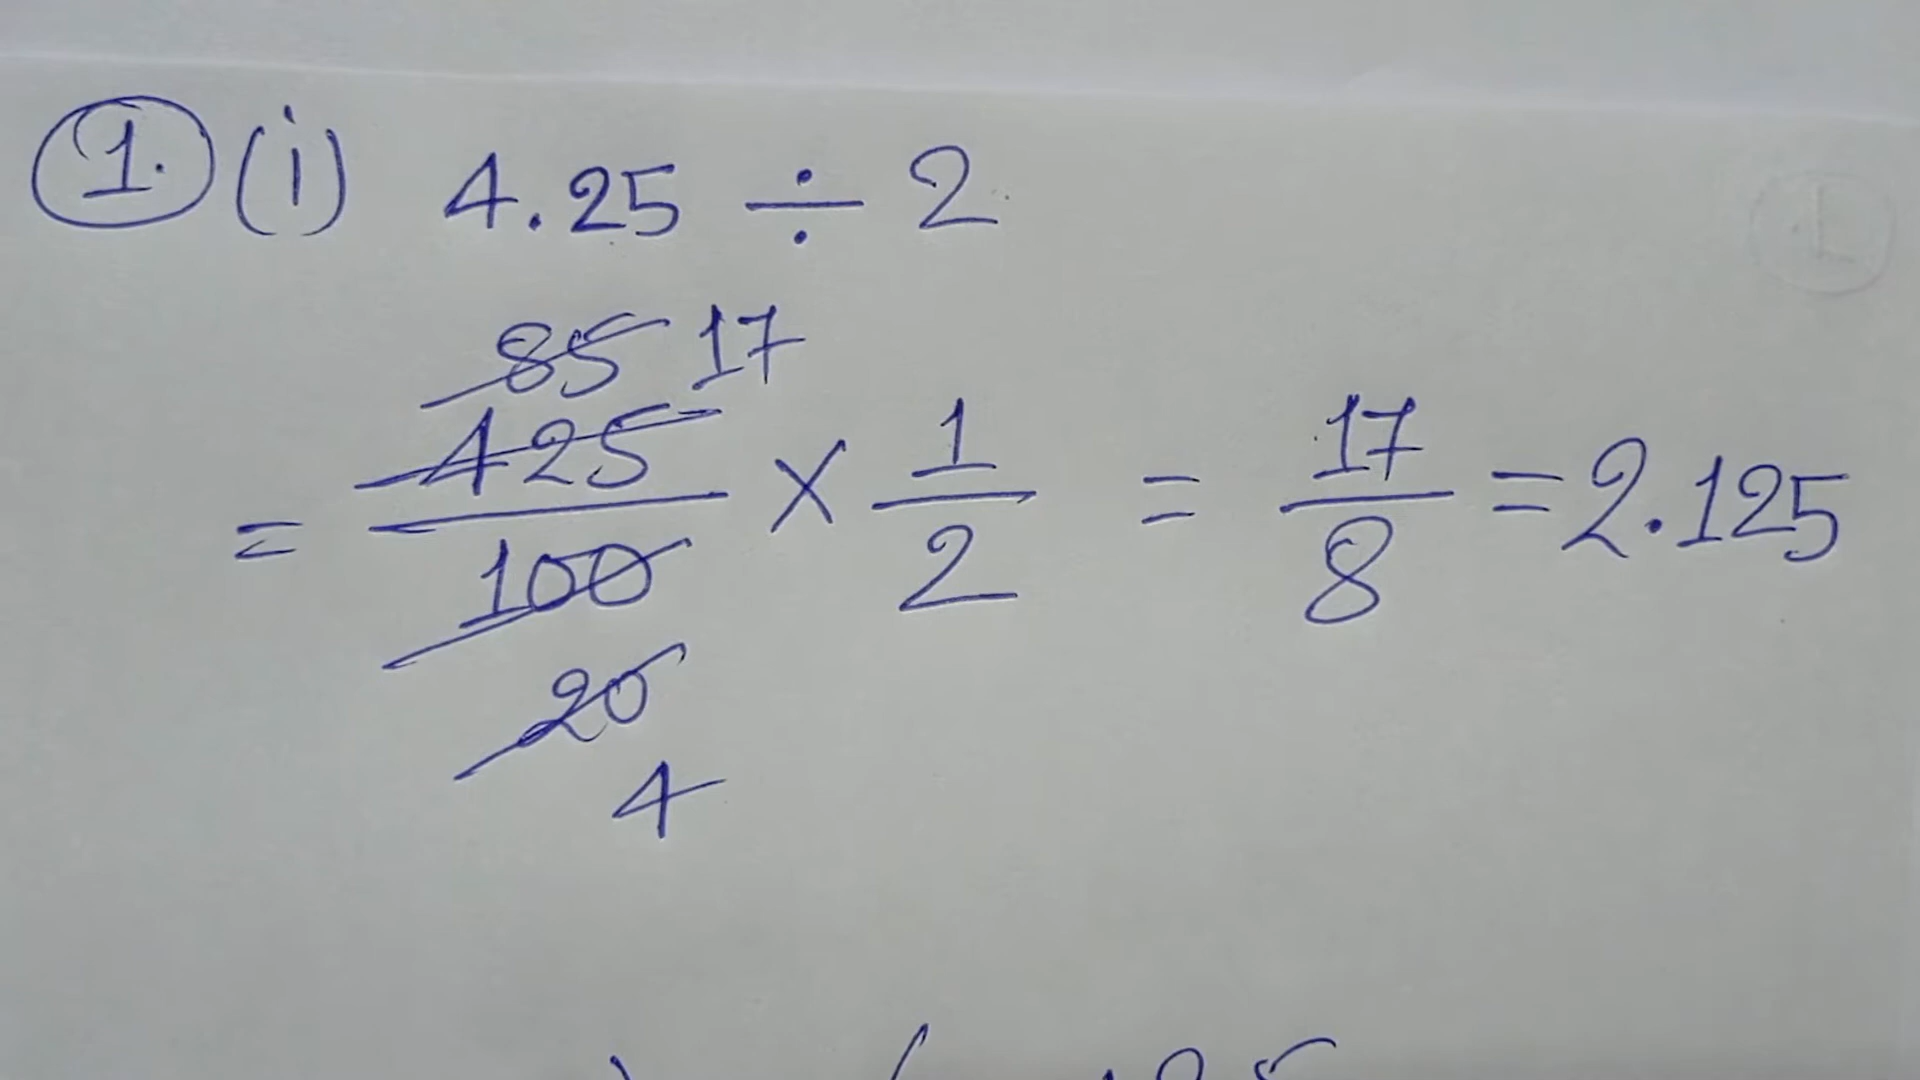 1. (i) 4.25 ÷ 2
85 17
= 425/100 × 1/2 = 17/8 = 2.125
20
4